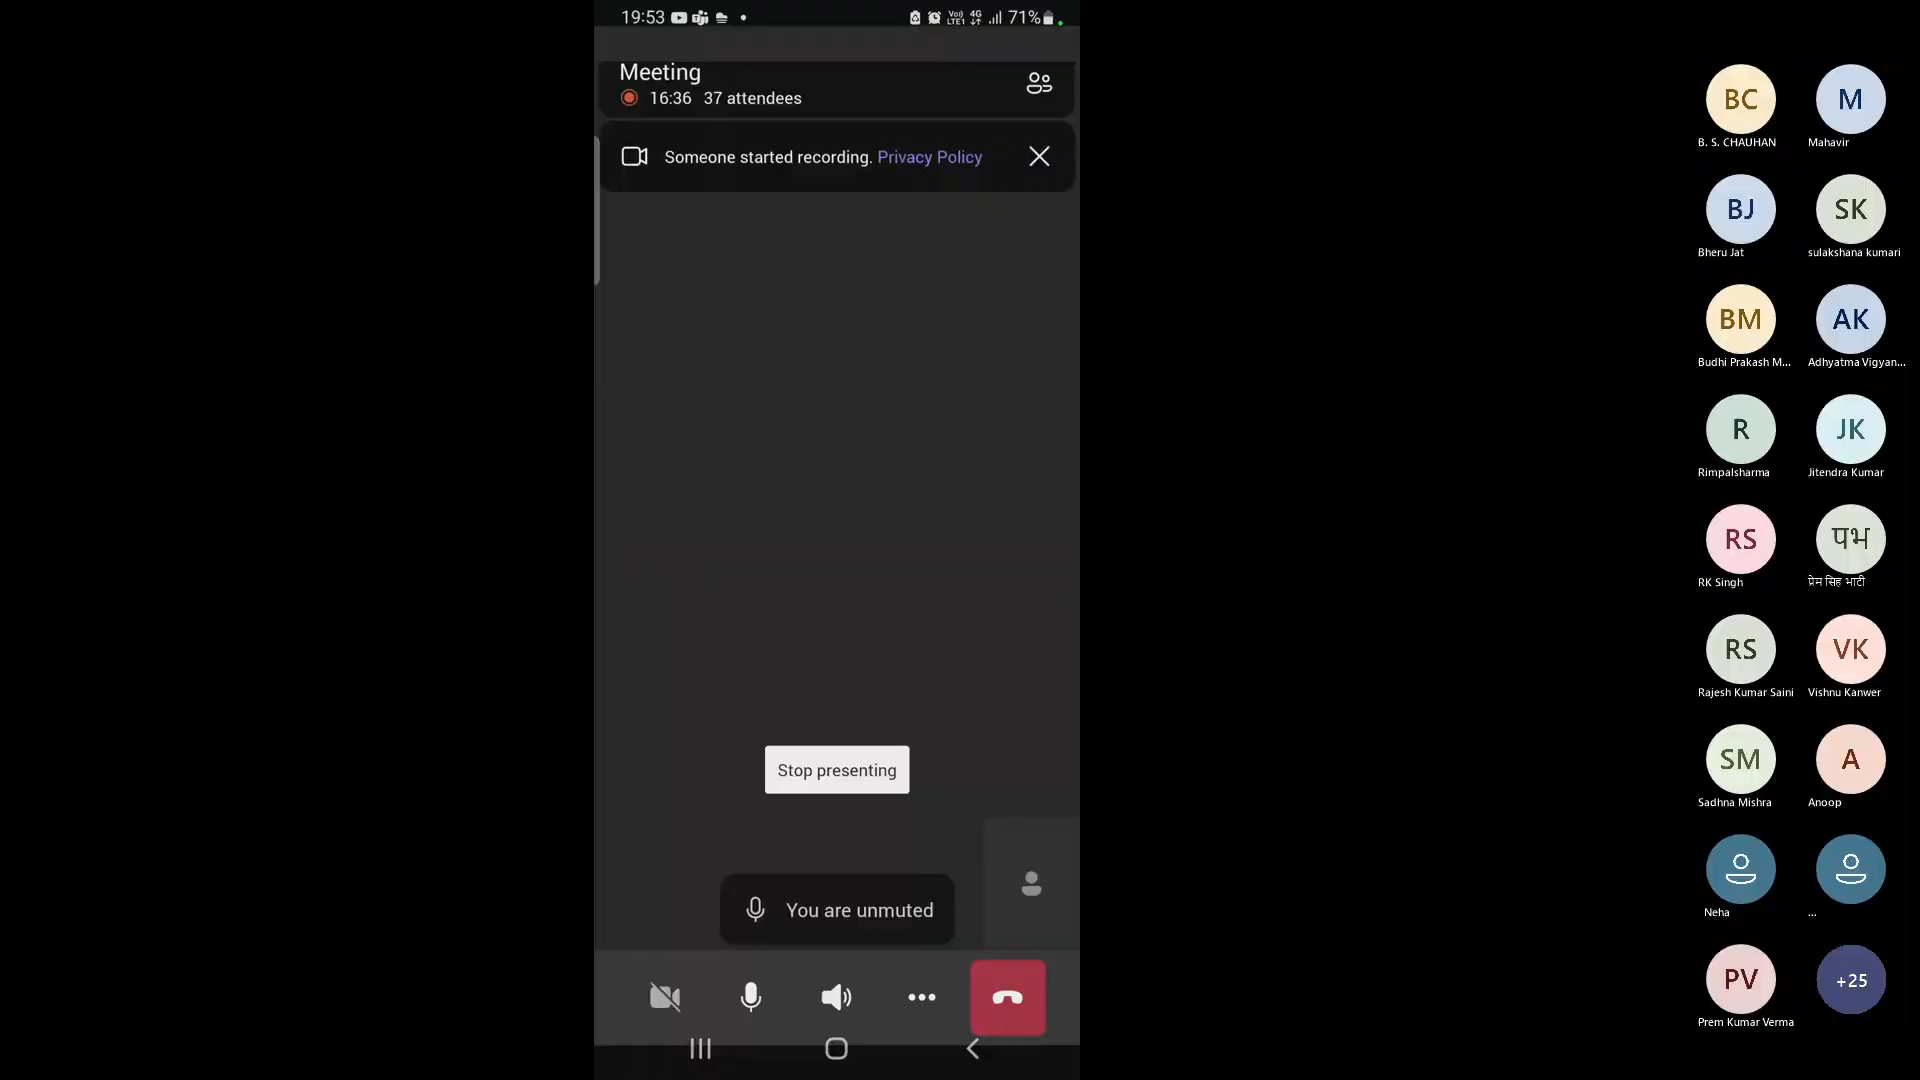 19:53
Voi)
LTE1
4G
71%
Meeting
16:36 37 attendees
Someone started recording. Privacy Policy
Stop presenting
You are unmuted
BC
M
B. S. CHAUHAN
Mahavir
BJ
SK
Bheru Jat
sulakshana kumari
BM
AK
Budhi Prakash M...
Adhyatma Vigyan...
R
JK
Rimpalsharma
Jitendra Kumar
RS
पभ
RK Singh
प्रेम सिंह भाटी
RS
VK
Rajesh Kumar Saini
Vishnu Kanwer
SM
A
Sadhna Mishra
Anoop
Neha
...
PV
+25
Prem Kumar Verma